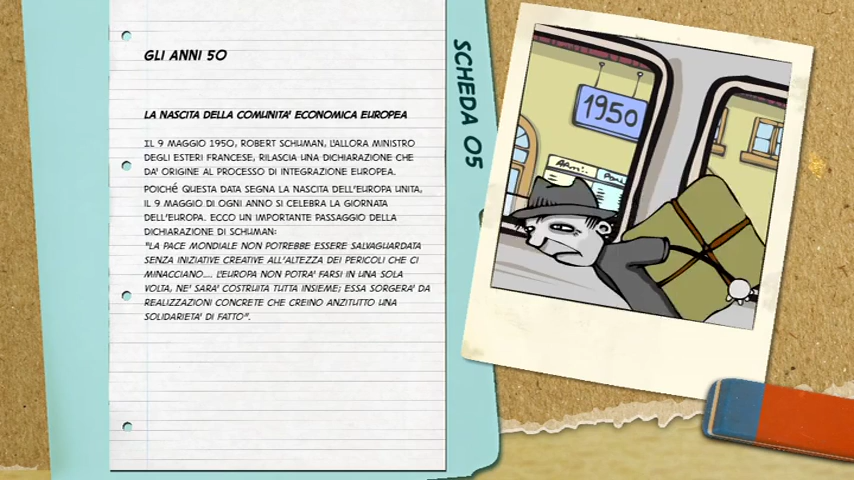 GLI ANNI 50
LA NASCITA DELLA COMUNITA' ECONOMICA EUROPEA
IL 9 MAGGIO 1950, ROBERT SCHUMAN, L'ALLORA MINISTRO
DEGLI ESTERI FRANCESE, RILASCIA UNA DICHIARAZIONE CHE
DA' ORIGINE AL PROCESSO DI INTEGRAZIONE EUROPEA.
POICHÉ QUESTA DATA SEGNA LA NASCITA DELL'EUROPA UNITA,
IL 9 MAGGIO DI OGNI ANNO SI CELEBRA LA GIORNATA
DELL'EUROPA. ECCO UN IMPORTANTE PASSAGGIO DELLA
DICHIARAZIONE DI SCHUMAN:
"LA PACE MONDIALE NON POTREBBE ESSERE SALVAGUARDATA
SENZA INIZIATIVE CREATIVE ALL'ALTEZZA DEI PERICOLI CHE CI
MINACCIANO.... L'EUROPA NON POTRA' FARSI IN UNA SOLA
VOLTA, NE' SARA' COSTRUITA TUTTA INSIEME; ESSA SORGERA' DA
REALIZZAZIONI CONCRETE CHE CREINO ANZITUTTO UNA
SOLIDARIETA' DI FATTO".
SCHEDA 05
1950